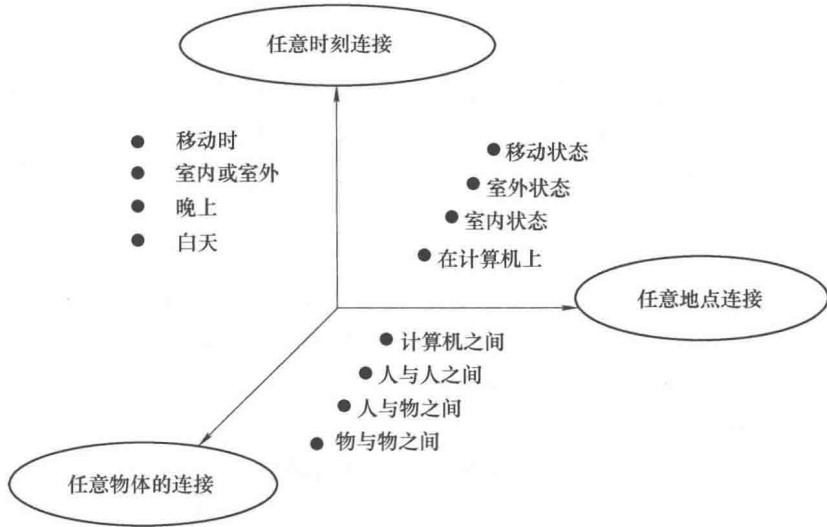 任意时刻连接
移动时
室内或室外
晚上
白天
移动状态
室外状态
室内状态
在计算机上
任意地点连接
计算机之间
人与人之间
人与物之间
物与物之间
任意物体的连接